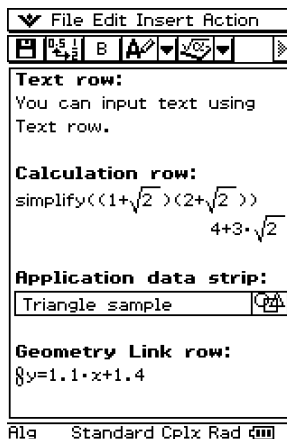 File Edit Insert Action
B
Text row:
You can input text using
Text row.
Calculation row:
simplify((1+√2)(2+√2))
4+3·√2
Application data strip:
Triangle sample
Geometry Link row:
y=1.1·x+1.4
Alg Standard Cplx Rad